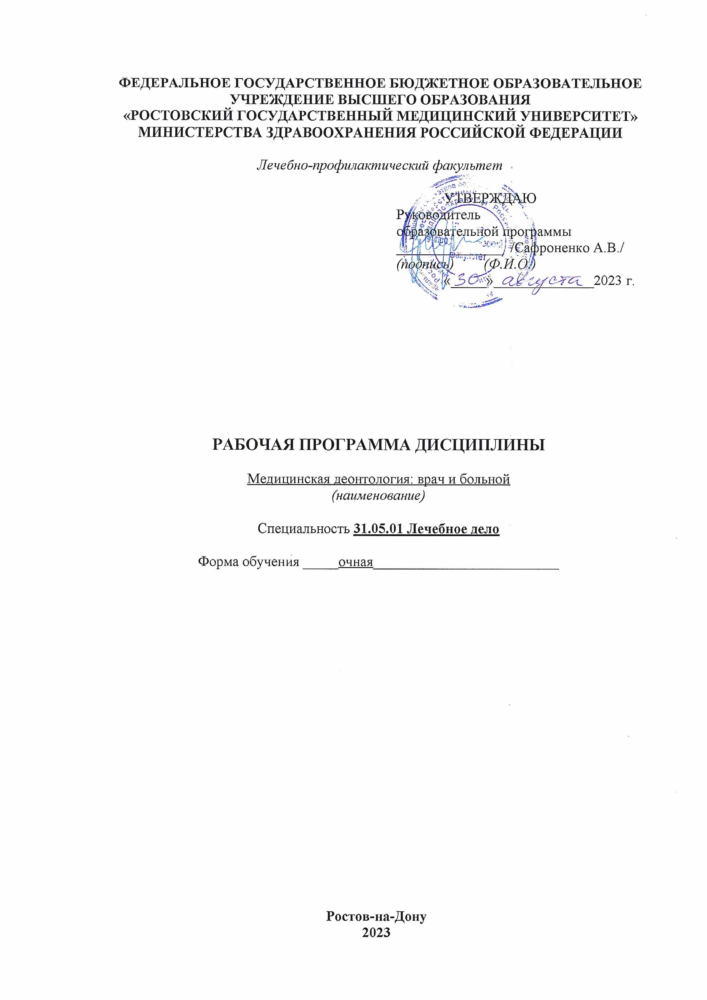 ФЕДЕРАЛЬНОЕ ГОСУДАРСТВЕННОЕ БЮДЖЕТНОЕ ОБРАЗОВАТЕЛЬНОЕ
УЧРЕЖДЕНИЕ ВЫСШЕГО ОБРАЗОВАНИЯ
«РОСТОВСКИЙ ГОСУДАРСТВЕННЫЙ МЕДИЦИНСКИЙ УНИВЕРСИТЕТ»
МИНИСТЕРСТВА ЗДРАВООХРАНЕНИЯ РОССИЙСКОЙ ФЕДЕРАЦИИ
Лечебно-профилактический факультет
УТВЕРЖДАЮ
Руководитель
образовательной программы
/Сафроненко А.В./
(подпись) (Ф.И.О.)
«30» августа 2023 г.
РАБОЧАЯ ПРОГРАММА ДИСЦИПЛИНЫ
Медицинская деонтология: врач и больной
(наименование)
Специальность 31.05.01 Лечебное дело
Форма обучения _____очная__________________________
Ростов-на-Дону
2023